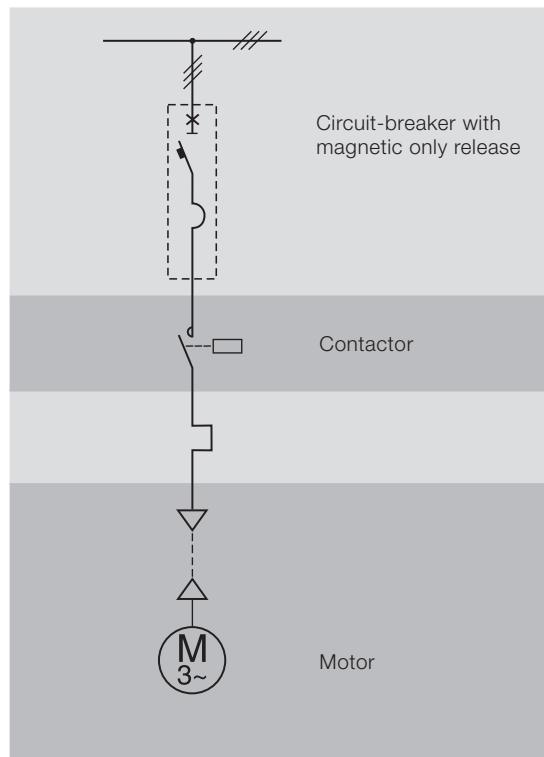 Circuit-breaker with
magnetic only release
Contactor
M
3~
Motor